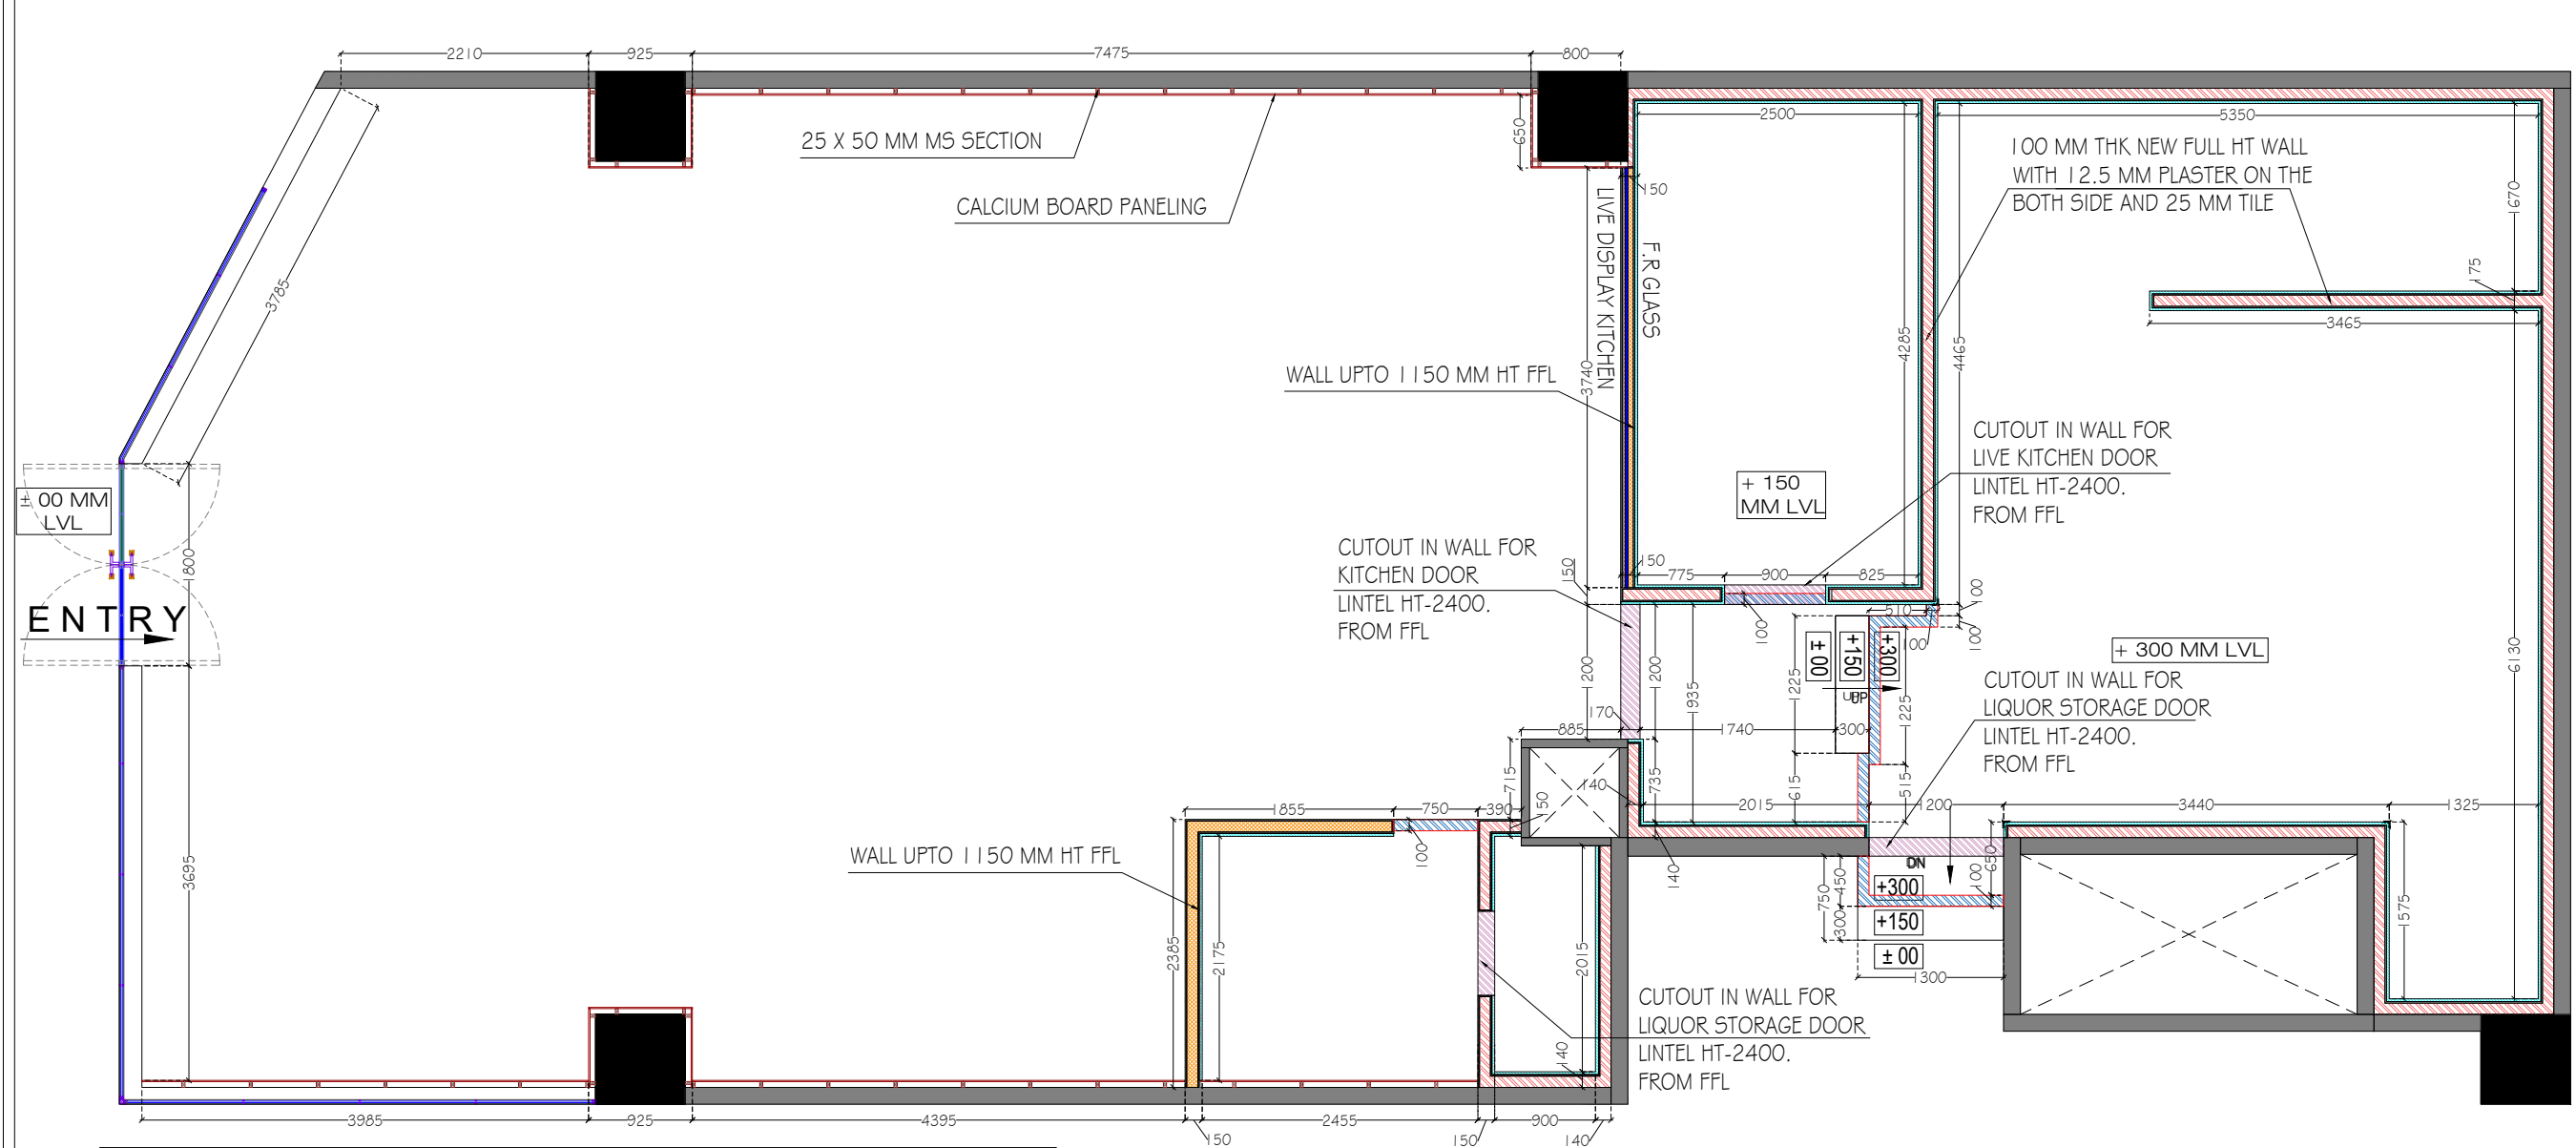 2210
925
7475
800
650
25 X 50 MM MS SECTION
CALCIUM BOARD PANELING
2500
5350
100 MM THK NEW FULL HT WALL
WITH 12.5 MM PLASTER ON THE
BOTH SIDE AND 25 MM TILE
1670
175
3465
150
LIVE DISPLAY KITCHEN
F.R GLASS
3785
3740
4285
4465
WALL UPTO 1150 MM HT FFL
CUTOUT IN WALL FOR
LIVE KITCHEN DOOR
LINTEL HT-2400.
FROM FFL
+ 150
MM LVL
± 00 MM
LVL
1800
ENTRY
CUTOUT IN WALL FOR
KITCHEN DOOR
LINTEL HT-2400.
FROM FFL
150
150
775
900
825
100
510
100
100
100
± 00
+150
+300
UP
+ 300 MM LVL
6130
1200
1200
1935
1225
1225
CUTOUT IN WALL FOR
LIQUOR STORAGE DOOR
LINTEL HT-2400.
FROM FFL
885
170
1740
300
715
735
140
615
515
2015
1200
3440
1325
1855
750
390
150
100
WALL UPTO 1150 MM HT FFL
3695
2385
2175
2015
140
140
DN
650
100
750
450
300
+300
+150
± 00
1300
1575
CUTOUT IN WALL FOR
LIQUOR STORAGE DOOR
LINTEL HT-2400.
FROM FFL
3985
925
4395
150
2455
150
900
140